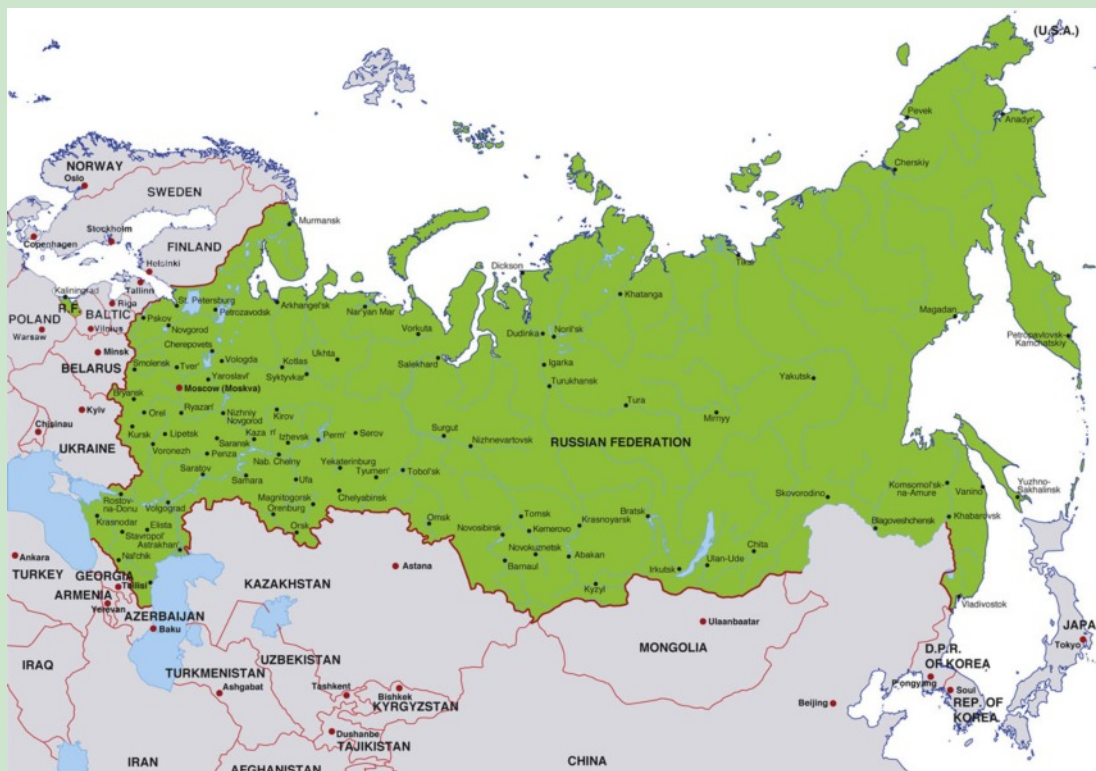 (U.S.A.)
Pevek
Anadyr'
Cherskiy
NORWAY
Oslo
SWEDEN
Murmansk
Stockholm
Copenhagen
FINLAND
Helsinki
Tiksi
Dickson
Kaliningrad
Tallinn
St. Petersburg
Arkhangel'sk
Khatanga
R.F.
Riga
Petrozavodsk
Nar'yan Mar
POLAND
BALTIC
Pskov
Magadan
Warsaw
Vilnius
Novgorod
Vorkuta
Dudinka
Noril'sk
Petropavlovsk-
Kamchatskiy
Minsk
Cherepovets
Ukhta
Salekhard
BELARUS
Smolensk
Tver'
Vologda
Kotlas
Igarka
Yaroslavl'
Syktyvkar
Turukhansk
Yakutsk
Bryansk
Moscow (Moskva)
Kyiv
Orel
Ryazan'
Nizhniy
Novgorod
Kirov
Tura
Mirnyy
Chisinau
Kursk
Lipetsk
Kaza n'
Izhevsk
Perm'
Serov
Surgut
UKRAINE
Voronezh
Saransk
Nizhnevartovsk
RUSSIAN FEDERATION
Penza
Nab. Chelny
Yekaterinburg
Saratov
Samara
Ufa
Tyumen'
Tobol'sk
Komsomol'sk-
na-Amure
Vanino
Yuzhno-
Sakhalinsk
Rostov-
na-Donu
Volgograd
Magnitogorsk
Chelyabinsk
Skovorodino
Orenburg
Krasnodar
Elista
Orsk
Omsk
Tomsk
Bratsk
Khabarovsk
Stavropol'
Novosibirsk
Kemerovo
Krasnoyarsk
Blagoveshchensk
Astrakhan'
Ankara
Nal'chik
Novokuznetsk
Abakan
Chita
Ulan-Ude
TURKEY
GEORGIA
Tbilisi
Astana
Barnaul
Irkutsk
KAZAKHSTAN
Kyzyl
ARMENIA
Yerevan
Vladivostok
AZERBAIJAN
Baku
Ulaanbaatar
JAPA
Tokyo
MONGOLIA
D.P.R.
OF KOREA
IRAQ
UZBEKISTAN
TURKMENISTAN
Ashgabat
Tashkent
Bishkek
KYRGYZSTAN
Pyongyang
Soul
REP. OF
KOREA
Beijing
Dushanbe
TAJIKISTAN
IRAN
AFGHANISTAN
CHINA